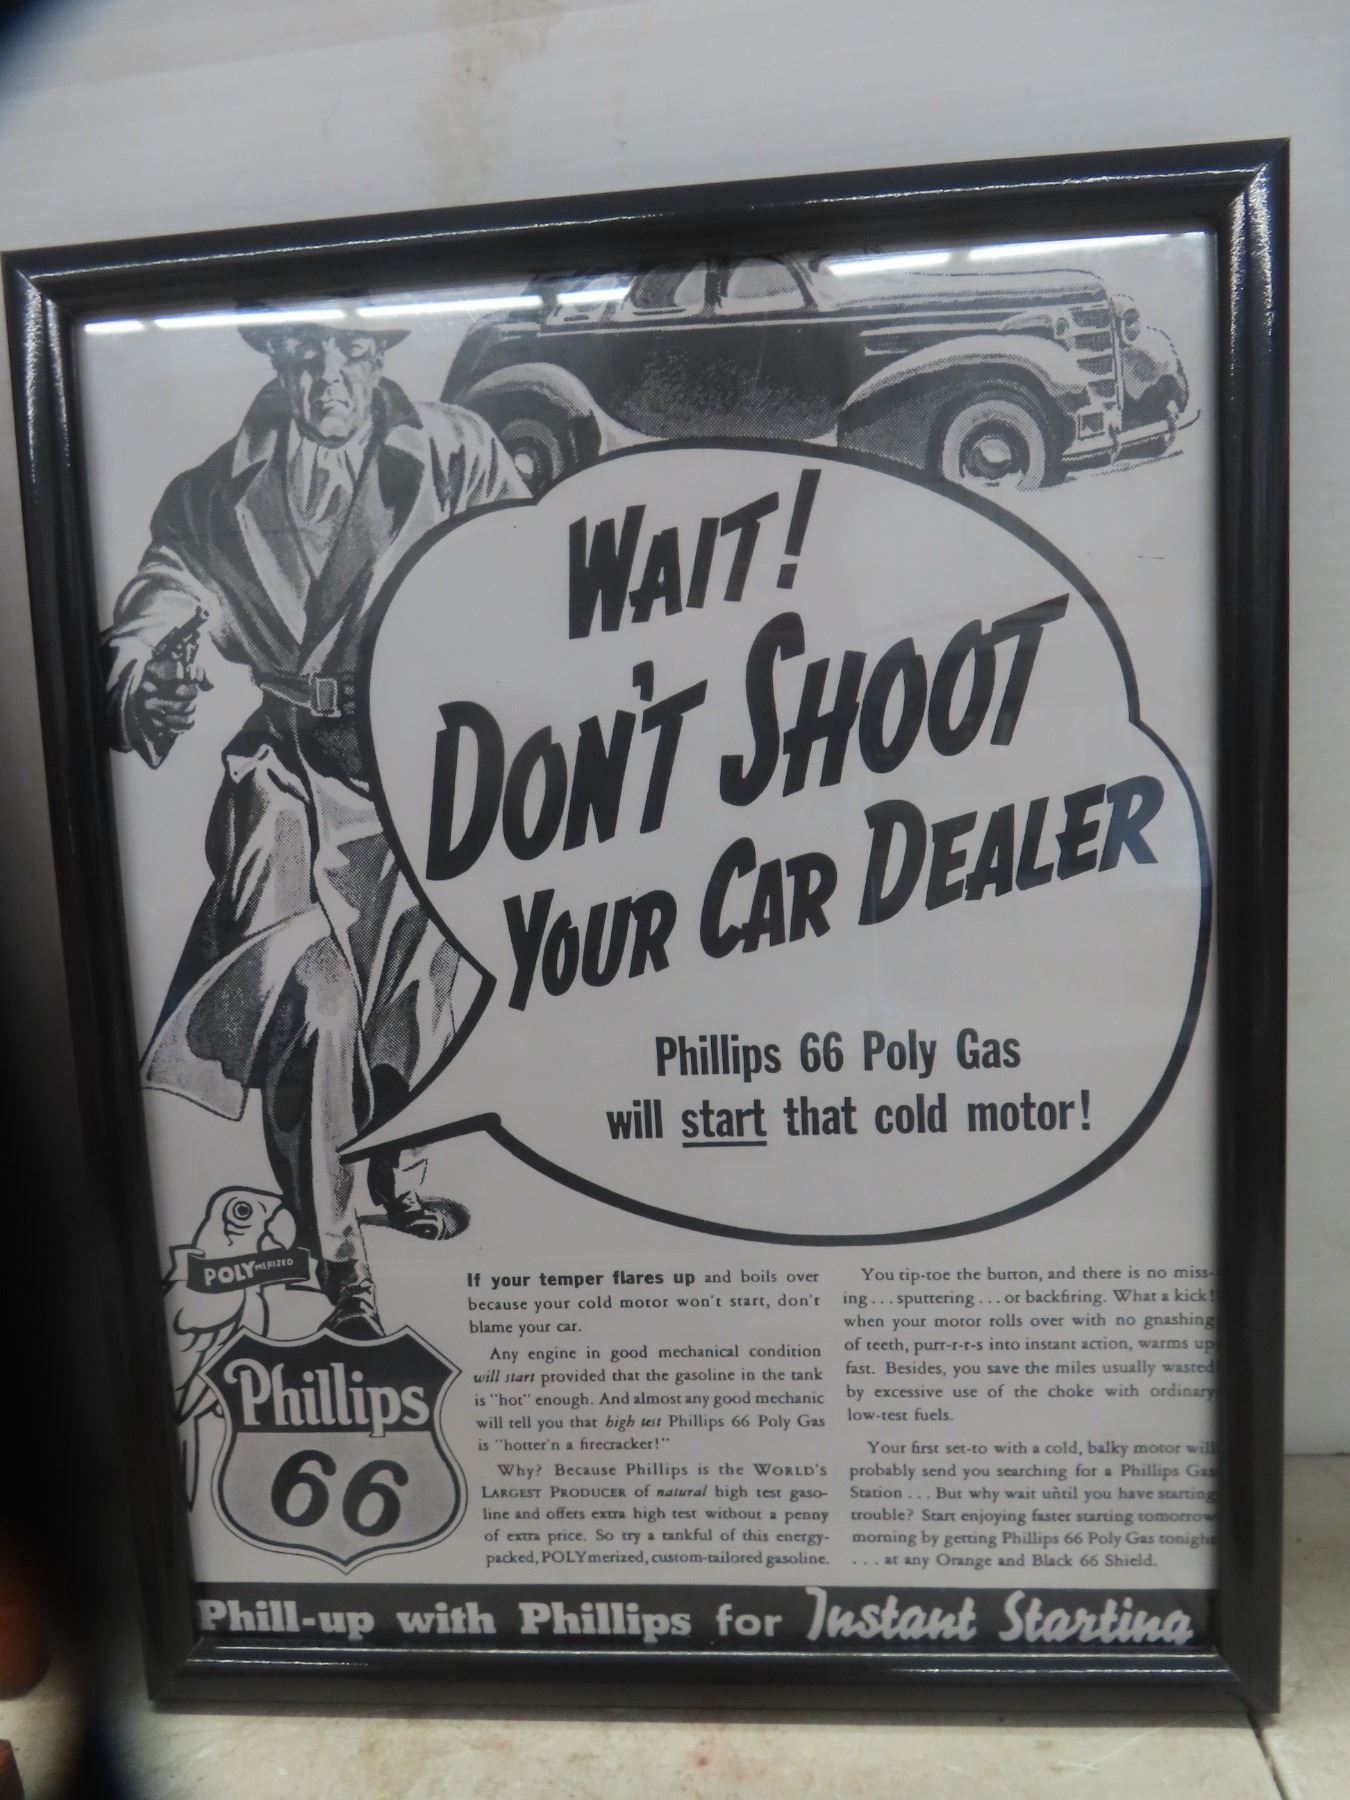 WAIT!
DON'T SHOOT
YOUR CAR DEALER
Phillips 66 Poly Gas
will start that cold motor!
POLYMERIZED
Phillips
66
If your temper flares up and boils over
because your cold motor won't start, don't
blame your car.
Any engine in good mechanical condition
will start provided that the gasoline in the tank
is "hot" enough. And almost any good mechanic
will tell you that high test Phillips 66 Poly Gas
is "hotter'n a firecracker!"
Why? Because Phillips is the WORLD'S
LARGEST PRODUCER of natural high test gaso-
line and offers extra high test without a penny
of extra price. So try a tankful of this energy-
packed, POLYmerized, custom-tailored gasoline.
You tip-toe the button, and there is no miss-
ing...sputtering...or backfiring. What a kick!
when your motor rolls over with no gnashing
of teeth, purr-r-r-s into instant action, warms up
fast. Besides, you save the miles usually wasted
by excessive use of the choke with ordinary
low-test fuels.
Your first set-to with a cold, balky motor will
probably send you searching for a Phillips Gas
Station... But why wait until you have starting
trouble? Start enjoying faster starting tomorrow
morning by getting Phillips 66 Poly Gas tonight
...at any Orange and Black 66 Shield.
Phill-up with Phillips for Instant Starting